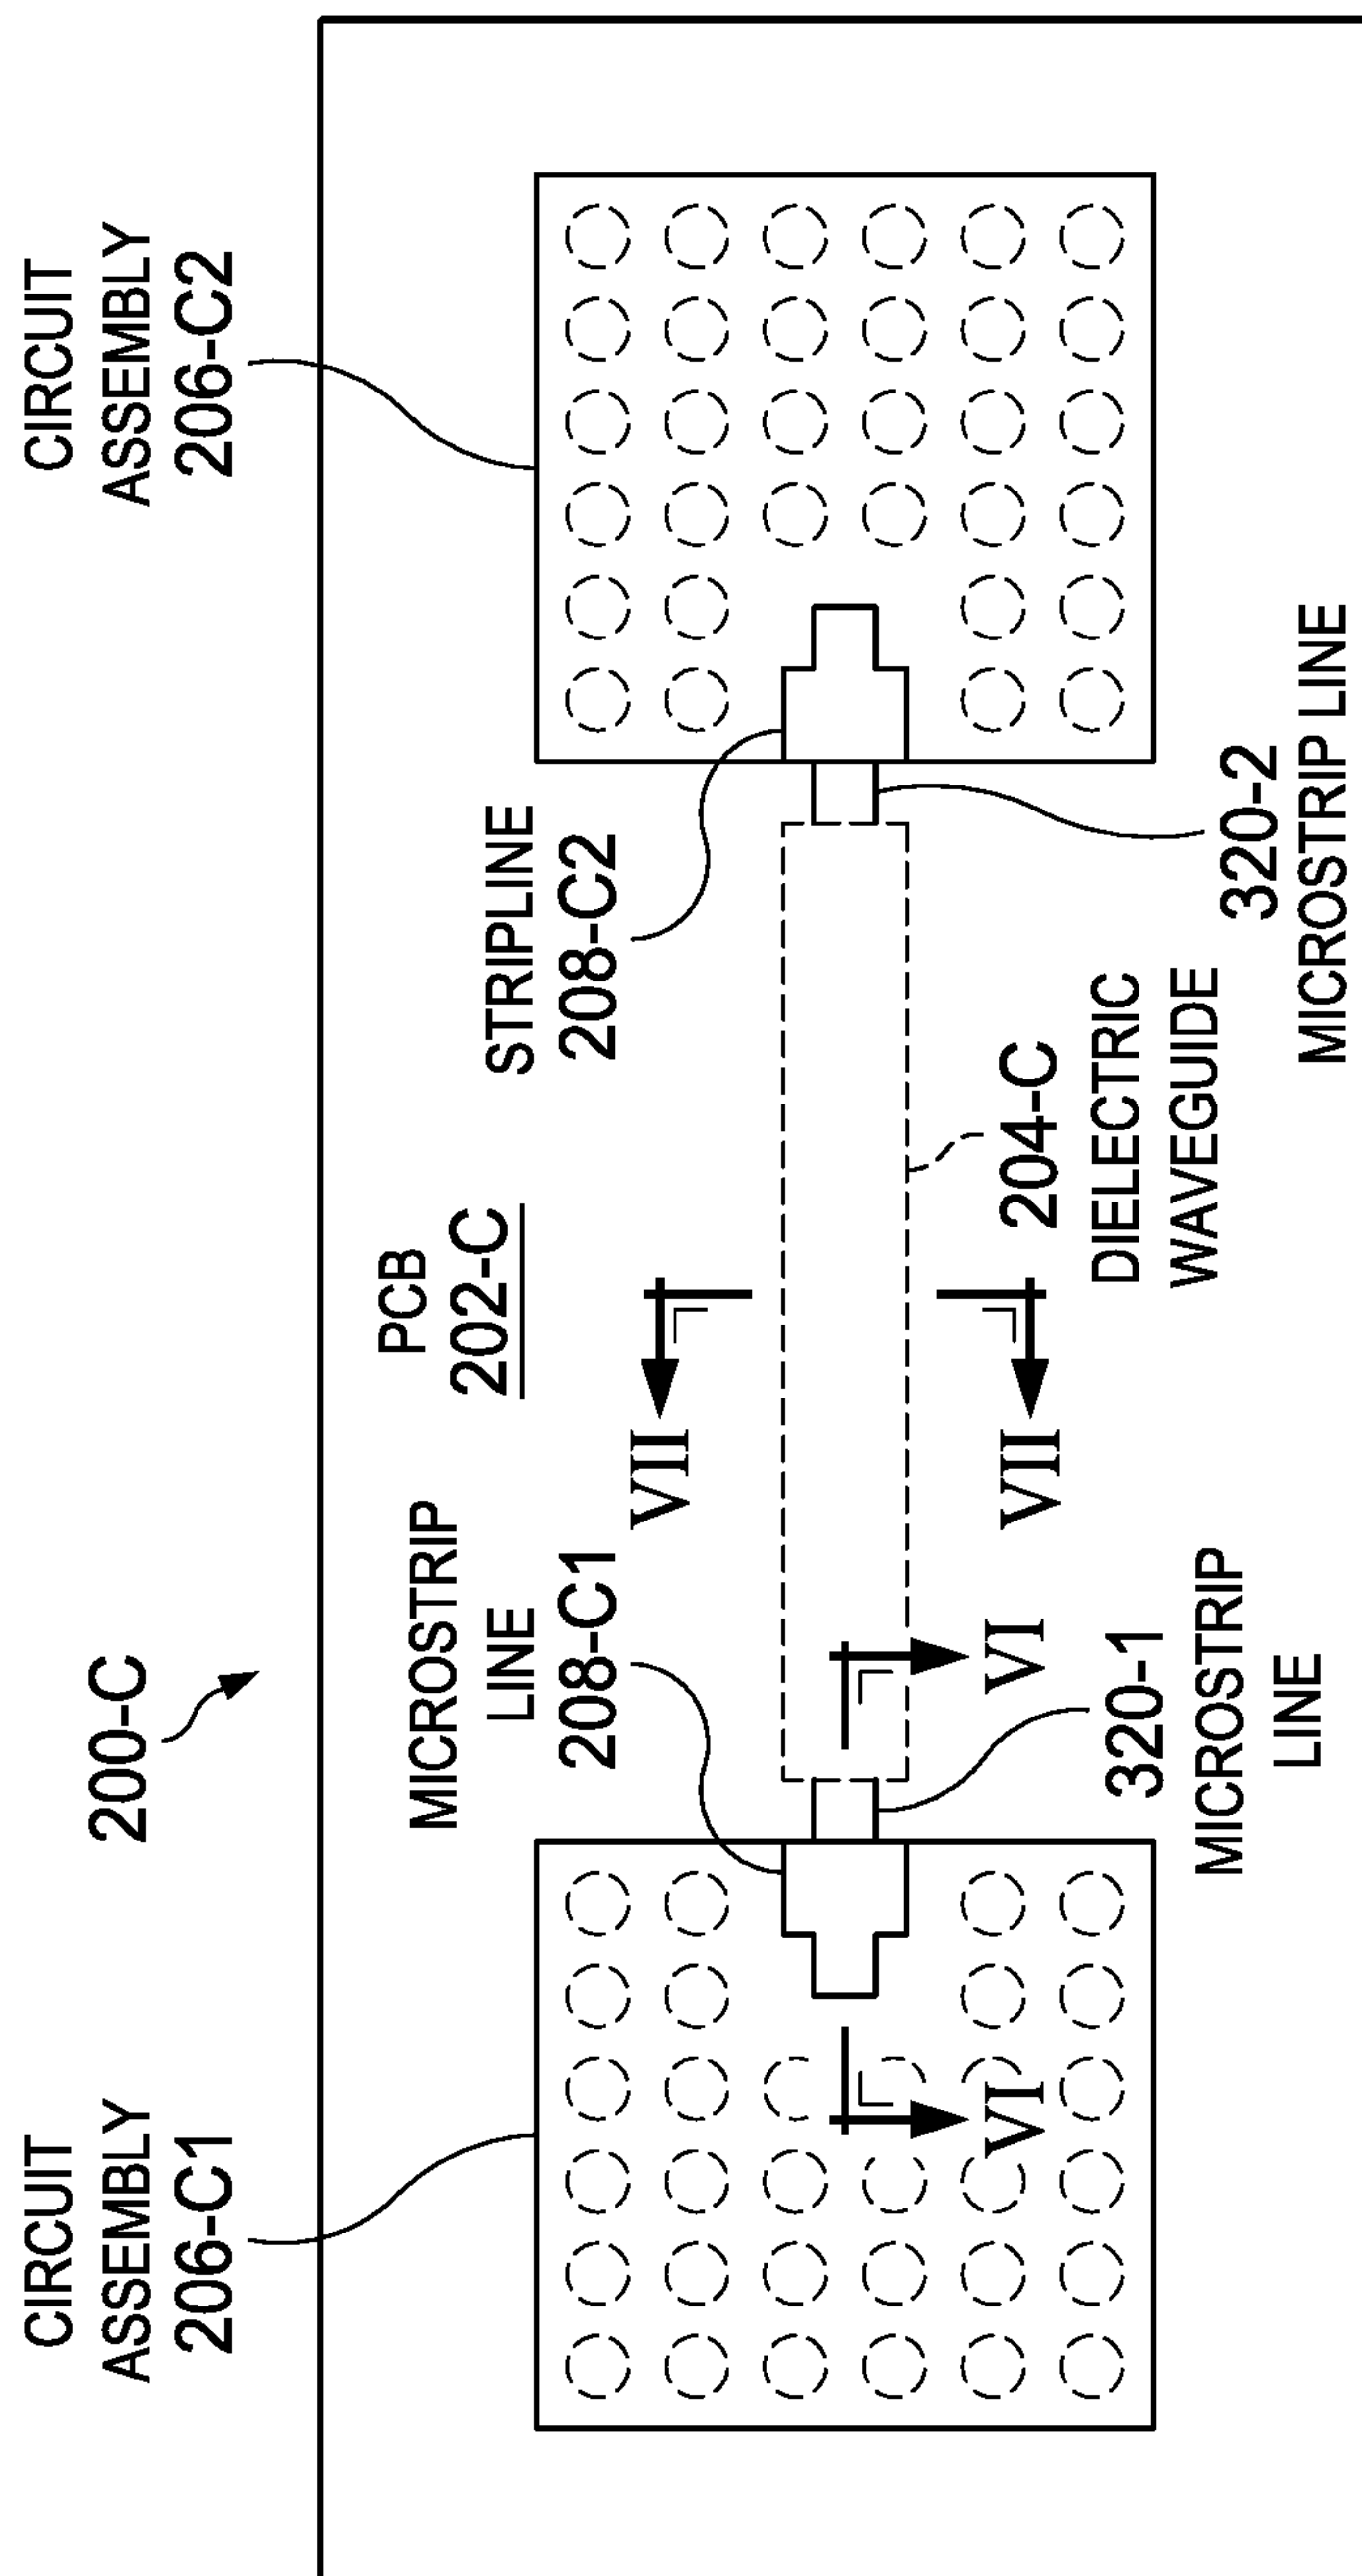 200-C
CIRCUIT
ASSEMBLY
206-C1
CIRCUIT
ASSEMBLY
206-C2
PCB
202-C
MICROSTRIP
LINE
208-C1
STRIPLINE
208-C2
VII
VII
VI
VI
204-C
DIELECTRIC
WAVEGUIDE
320-1
MICROSTRIP
LINE
320-2
MICROSTRIP LINE